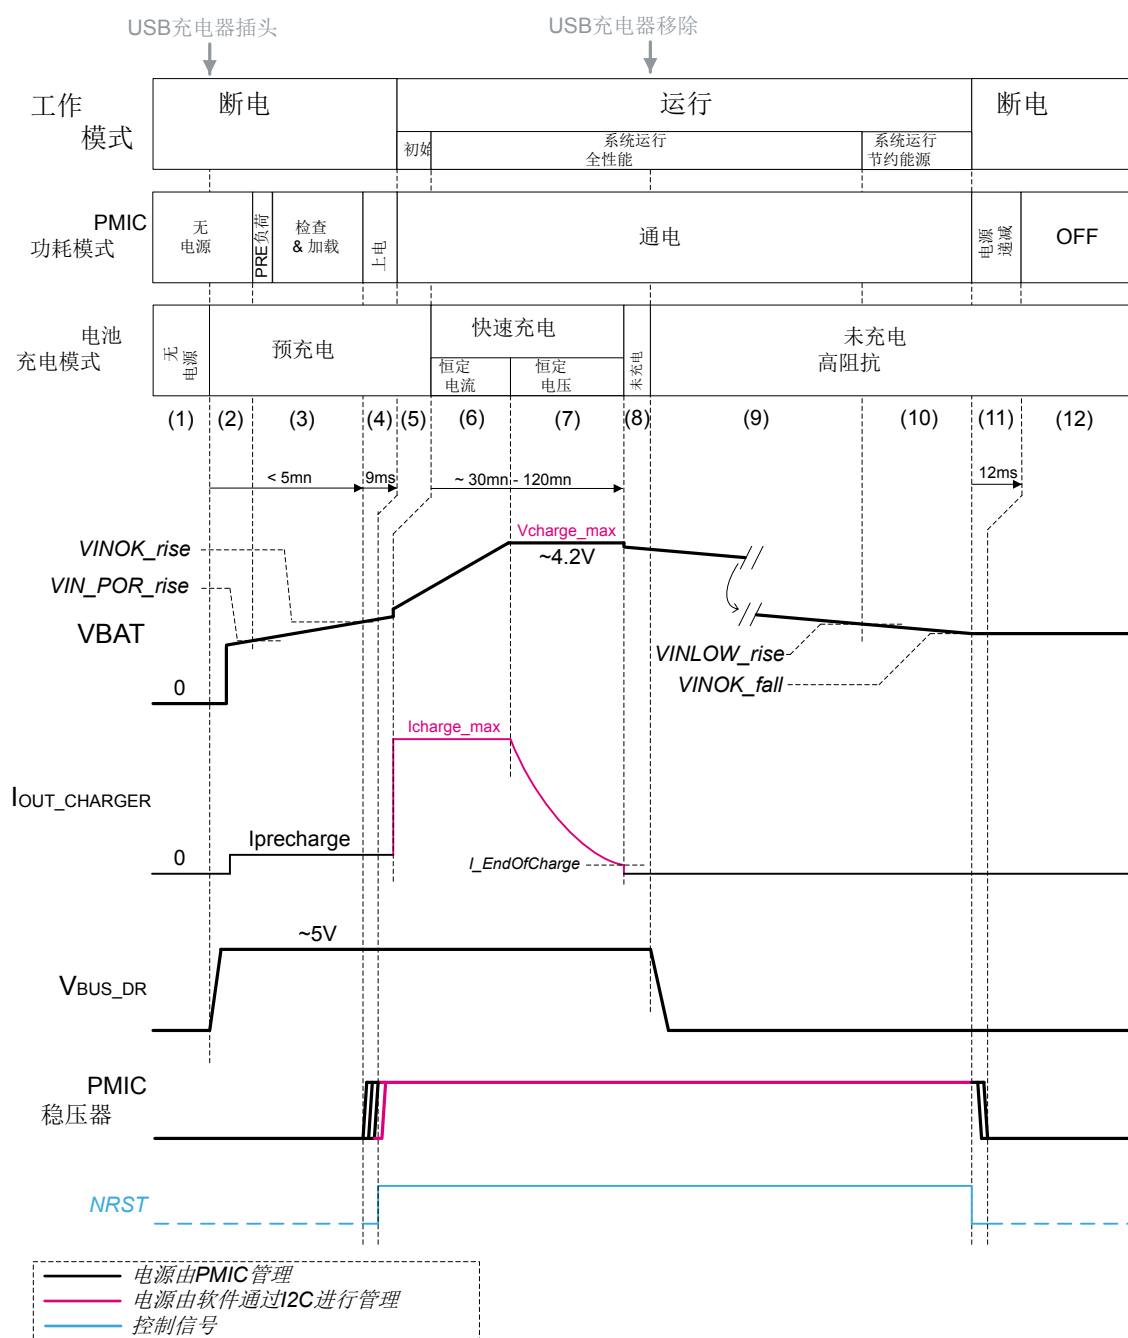 USB充电器插头
USB充电器移除
工作
模式
断电
运行
断电
初始
系统运行
全性能
系统运行
节约能源
PMIC
功耗模式
无
电源
PRE负荷
检查
& 加载
上电
通电
电源
递减
OFF
电池
充电模式
无
电源
预充电
快速充电
恒定
电流
恒定
电压
未充电
未充电
高阻抗
(1)
(2)
(3)
(4)
(5)
(6)
(7)
(8)
(9)
(10)
(11)
(12)
< 5mn
9ms
~ 30mn - 120mn
12ms
VINOK_rise
VIN_POR_rise
VBAT
0
Vcharge_max
~4.2V
VINLOW_rise
VINOK_fall
Icharge_max
IOUT_CHARGER
0
Iprecharge
I_EndOfCharge
~5V
VBUS_DR
PMIC
稳压器
NRST
电源由PMIC管理
电源由软件通过I2C进行管理
控制信号